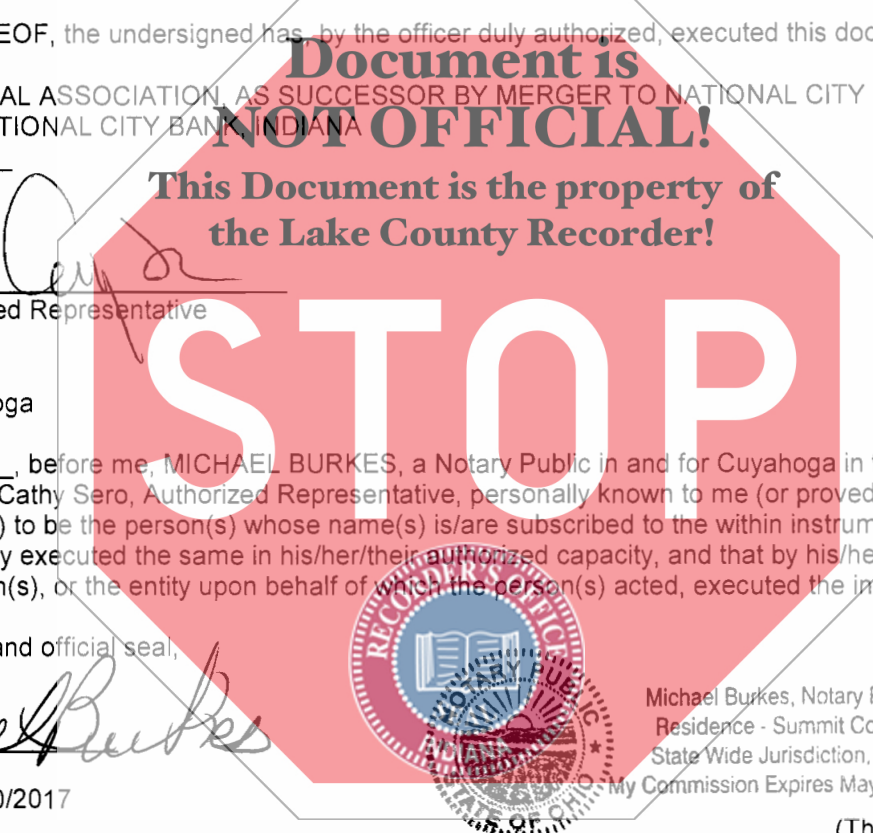 EOF, the undersigned has, by the officer duly authorized, executed this doc
Document is
AL ASSOCIATION, AS SUCCESSOR BY MERGER TO NATIONAL CITY
TIONAL CITY BANK, INDIANA
NOT OFFICIAL!
This Document is the property of
the Lake County Recorder!
ed Representative
STOP
oga
, before me, MICHAEL BURKES, a Notary Public in and for Cuyahoga in
Cathy Sero, Authorized Representative, personally known to me (or proved
) to be the person(s) whose name(s) is/are subscribed to the within instrum
y executed the same in his/her/their authorized capacity, and that by his/he
n(s), or the entity upon behalf of which the person(s) acted, executed the in
RECORDER'S OFFICE
INDIANA
and official seal,
Burkes
NOTARY PUBLIC
STATE OF OHIO
Michael Burkes, Notary
Residence - Summit Co
State Wide Jurisdiction,
My Commission Expires May
0/2017
(Th